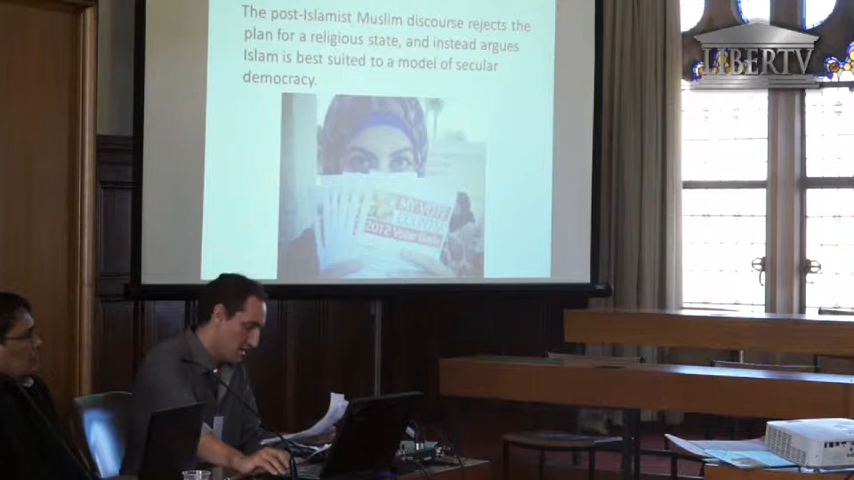 The post-Islamist Muslim discourse rejects the
plan for a religious state, and instead argues
Islam is best suited to a model of secular
democracy.
LIBERTV
MY VOTE
2012 Voter Guide